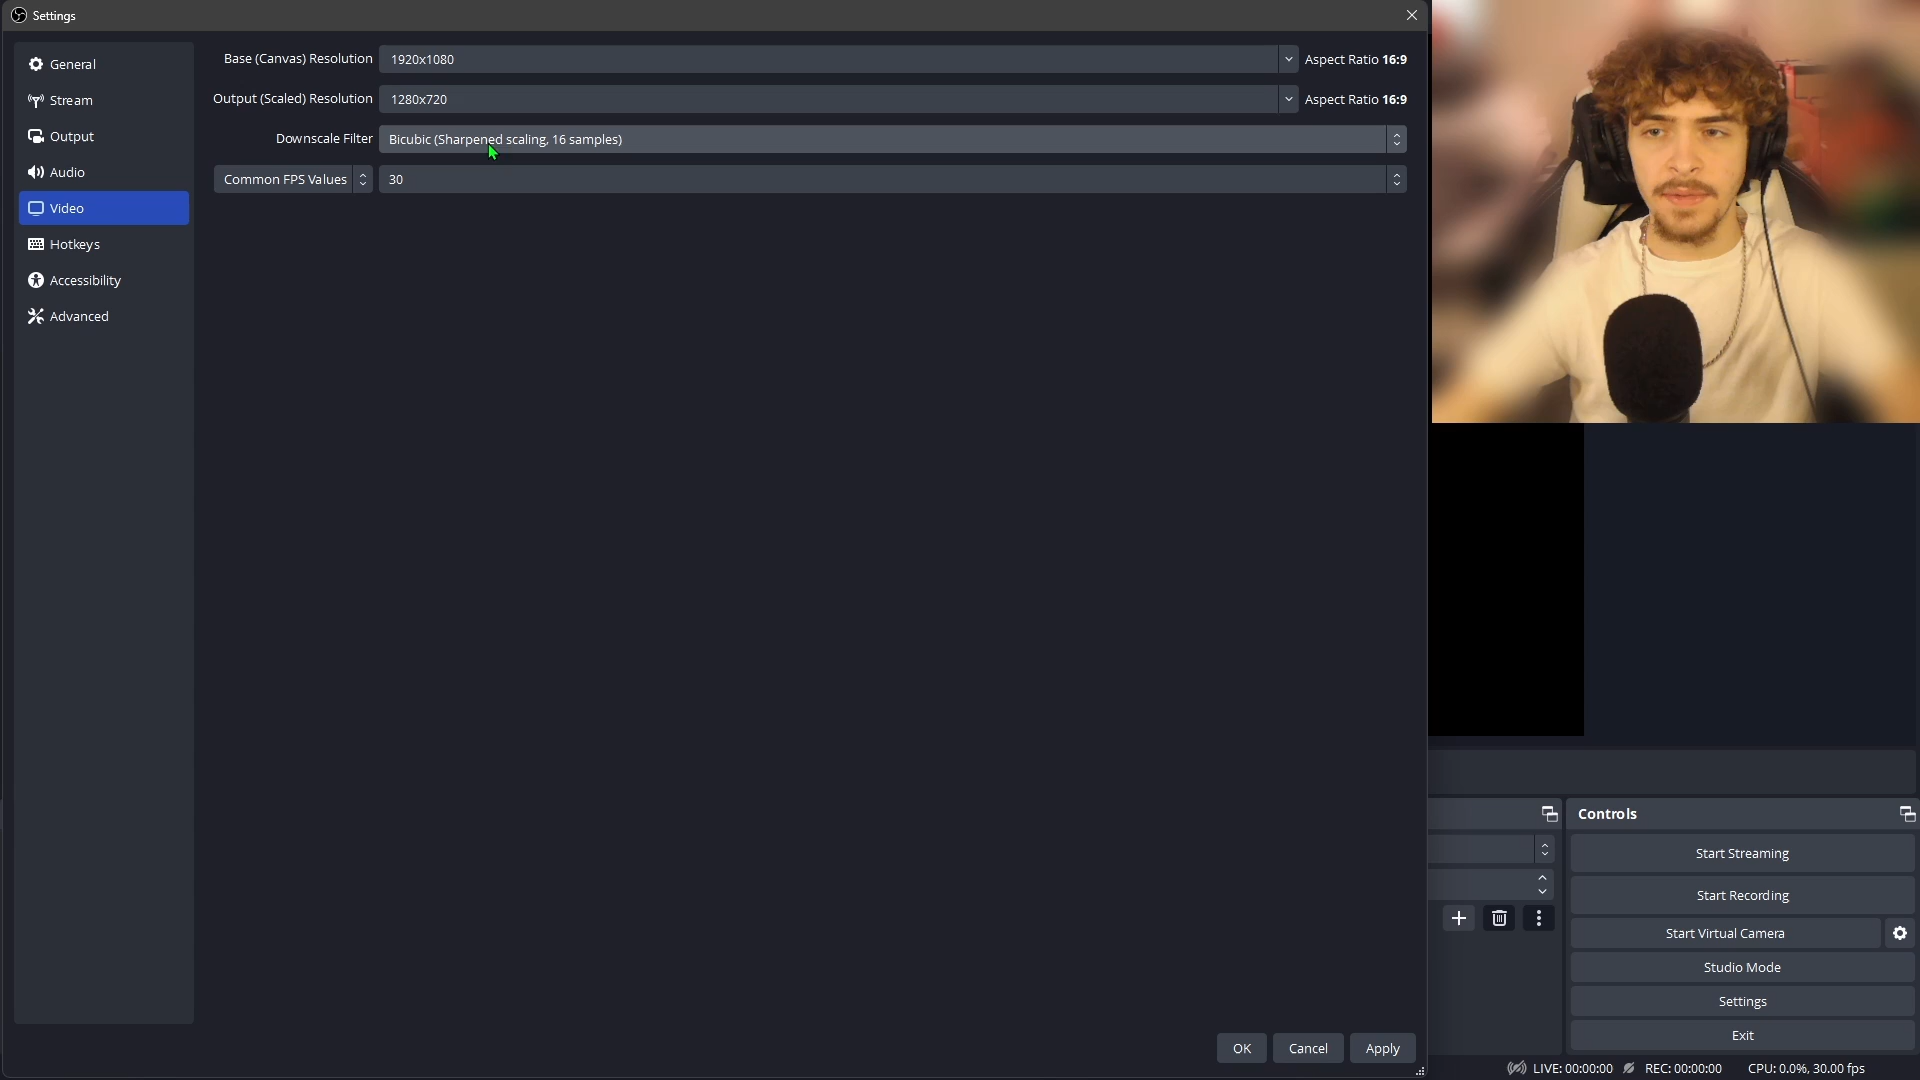 Settings
General
Stream
Output
Audio
Video
Hotkeys
Accessibility
Advanced
Base (Canvas) Resolution 1920x1080 Aspect Ratio 16:9
Output (Scaled) Resolution 1280x720 Aspect Ratio 16:9
Downscale Filter Bicubic (Sharpened scaling, 16 samples)
Common FPS Values 30
OK Cancel Apply
Controls
Start Streaming
Start Recording
Start Virtual Camera
Studio Mode
Settings
Exit
LIVE: 00:00:00 REC: 00:00:00 CPU: 0.0%, 30.00 fps